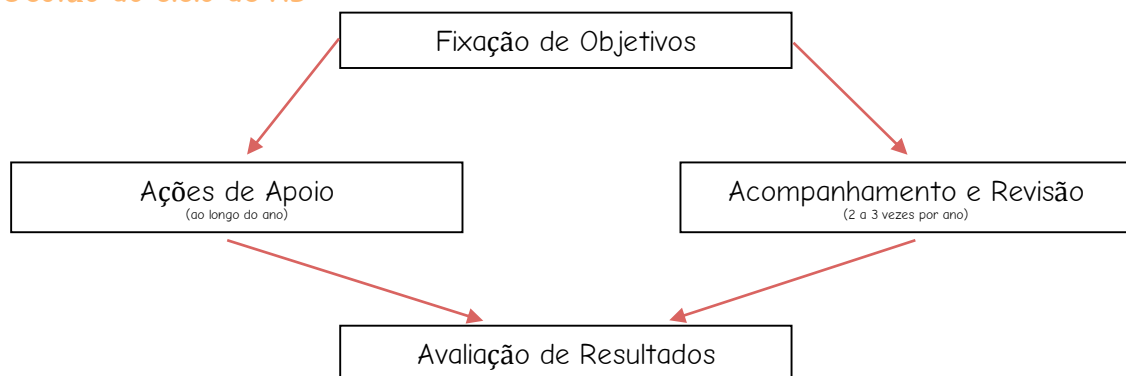 Fixação de Objetivos
Ações de Apoio
(ao longo do ano)
Acompanhamento e Revisão
(2 a 3 vezes por ano)
Avaliação de Resultados